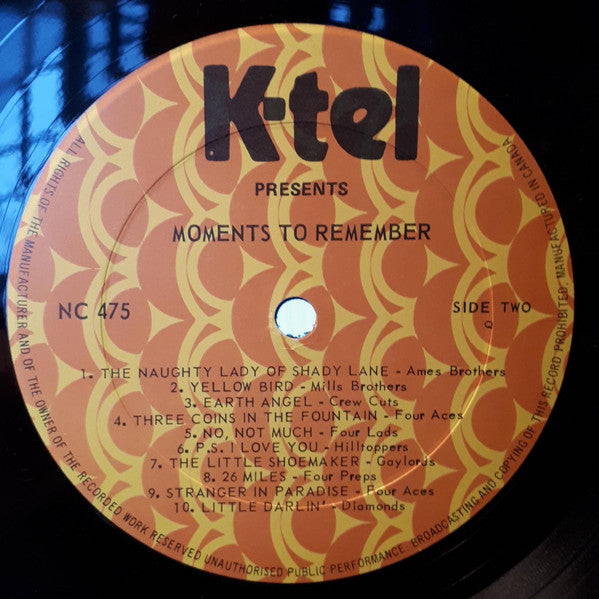 K-tel
PRESENTS
MOMENTS TO REMEMBER
NC 475
SIDE TWO
Q
1. THE NAUGHTY LADY OF SHADY LANE - Ames Brothers
2. YELLOW BIRD - Mills Brothers
3. EARTH ANGEL - Crew Cuts
4. THREE COINS IN THE FOUNTAIN - Four Aces
5. NO, NOT MUCH - Four Lads
6. P.S. I LOVE YOU - Hilltoppers
7. THE LITTLE SHOEMAKER - Gaylords
8. 26 MILES - Four Preps
9. STRANGER IN PARADISE - Four Aces
10. LITTLE DARLIN' - Diamonds
ALL RIGHTS OF THE MANUFACTURER AND OF THE OWNER OF THE RECORDED WORK RESERVED UNAUTHORISED PUBLIC PERFORMANCE. BROADCASTING AND COPYING OF THIS RECORD PROHIBITED. MANUFACTURED IN CANADA